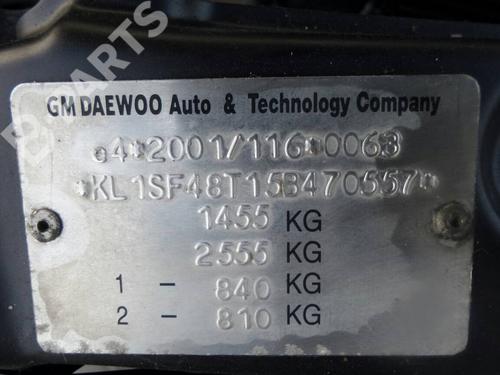 GM DAEWOO Auto & Technology Company
e4*2001/116*0063
*KL1SF48T15B470557*
1455 KG
2555 KG
1 - 840 KG
2 - 810 KG
B-PARTS